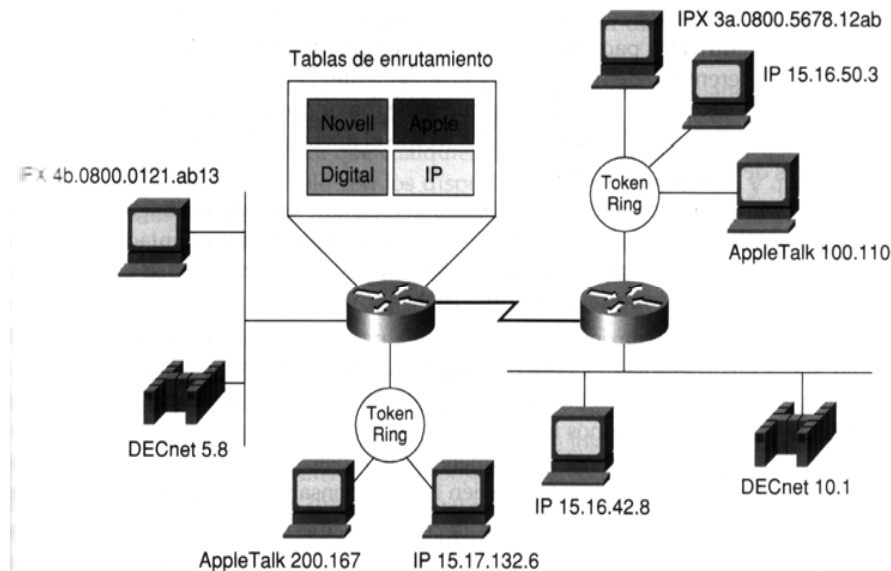 Tablas de enrutamiento
Novell
Apple
Digital
IP
4b.0800.0121.ab13
DECnet 5.8
Token
Ring
AppleTalk 200.167
IP 15.17.132.6
IPX 3a.0800.5678.12ab
IP 15.16.50.3
Token
Ring
AppleTalk 100.110
IP 15.16.42.8
DECnet 10.1